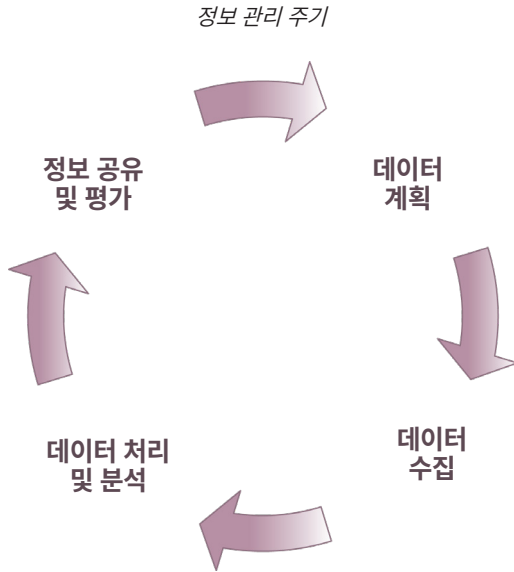 정보 관리 주기
정보 공유
및 평가
데이터
계획
데이터
수집
데이터 처리
및 분석